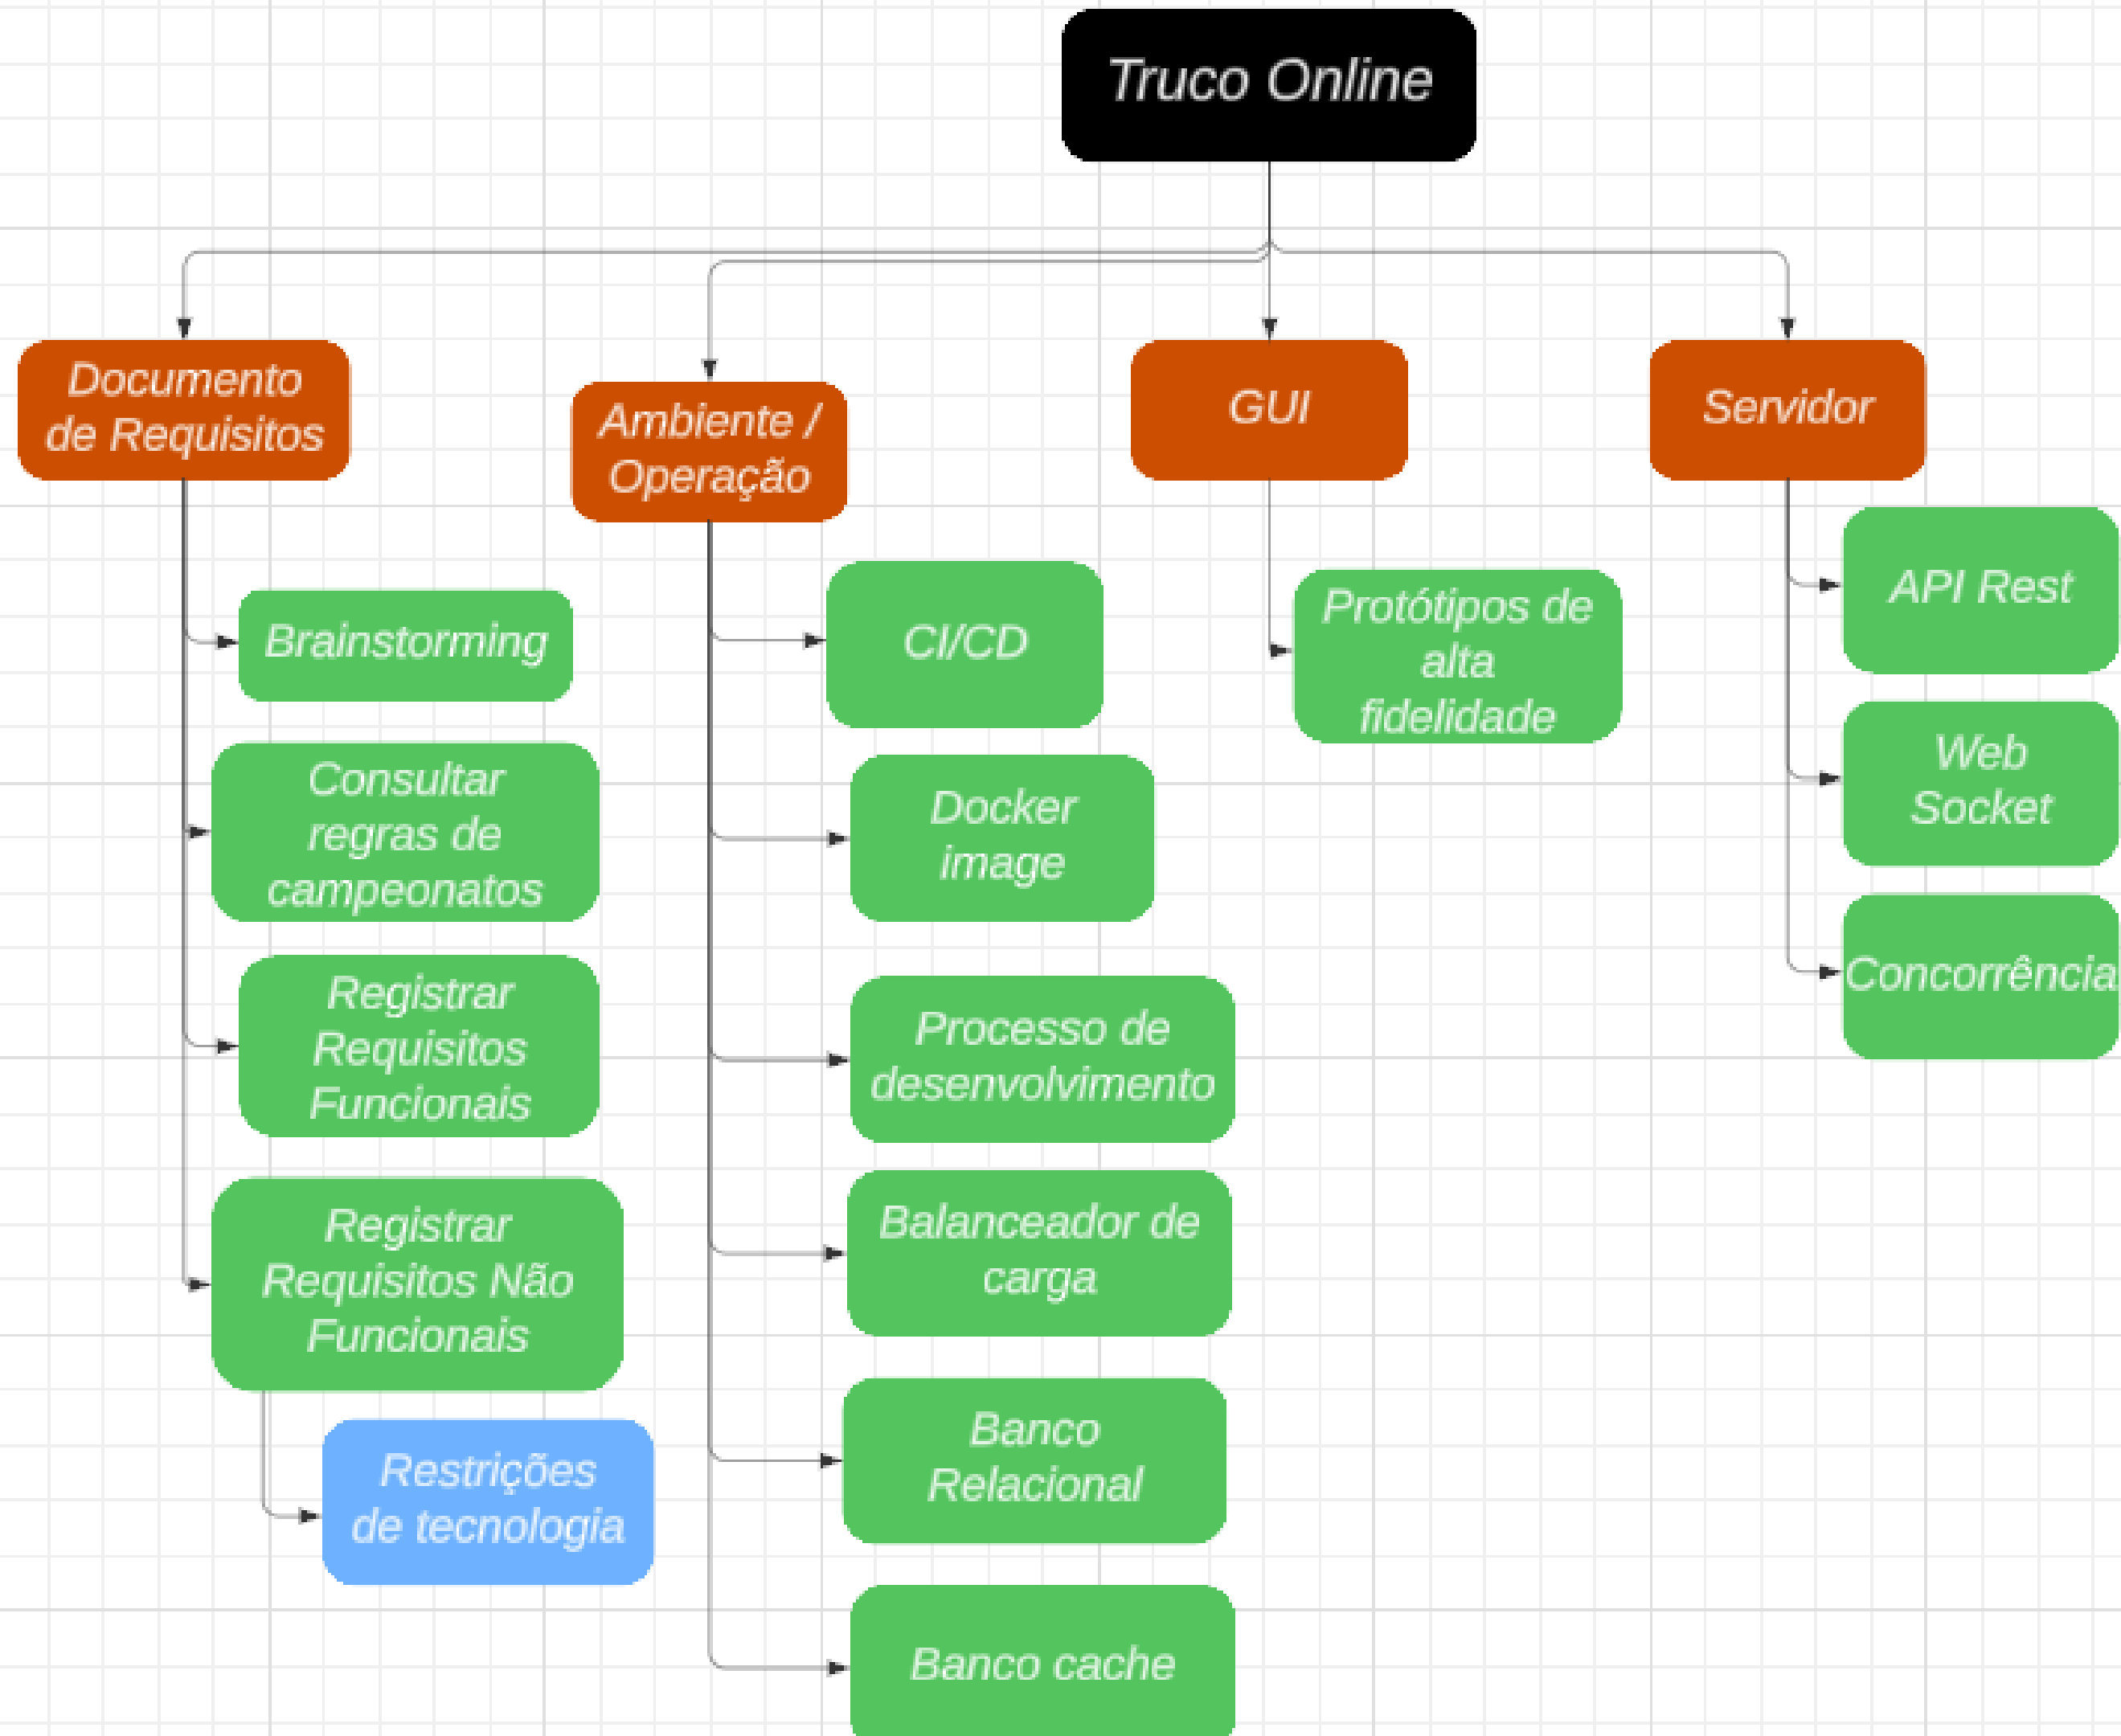 Truco Online
Documento
de Requisitos
Brainstorming
Consultar
regras de
campeonatos
Registrar
Requisitos
Funcionais
Registrar
Requisitos Não
Funcionais
Restrições
de tecnologia
Ambiente /
Operação
CI/CD
Docker
image
Processo de
desenvolvimento
Balanceador de
carga
Banco
Relacional
Banco cache
GUI
Protótipos de
alta
fidelidade
Servidor
API Rest
Web
Socket
Concorrência